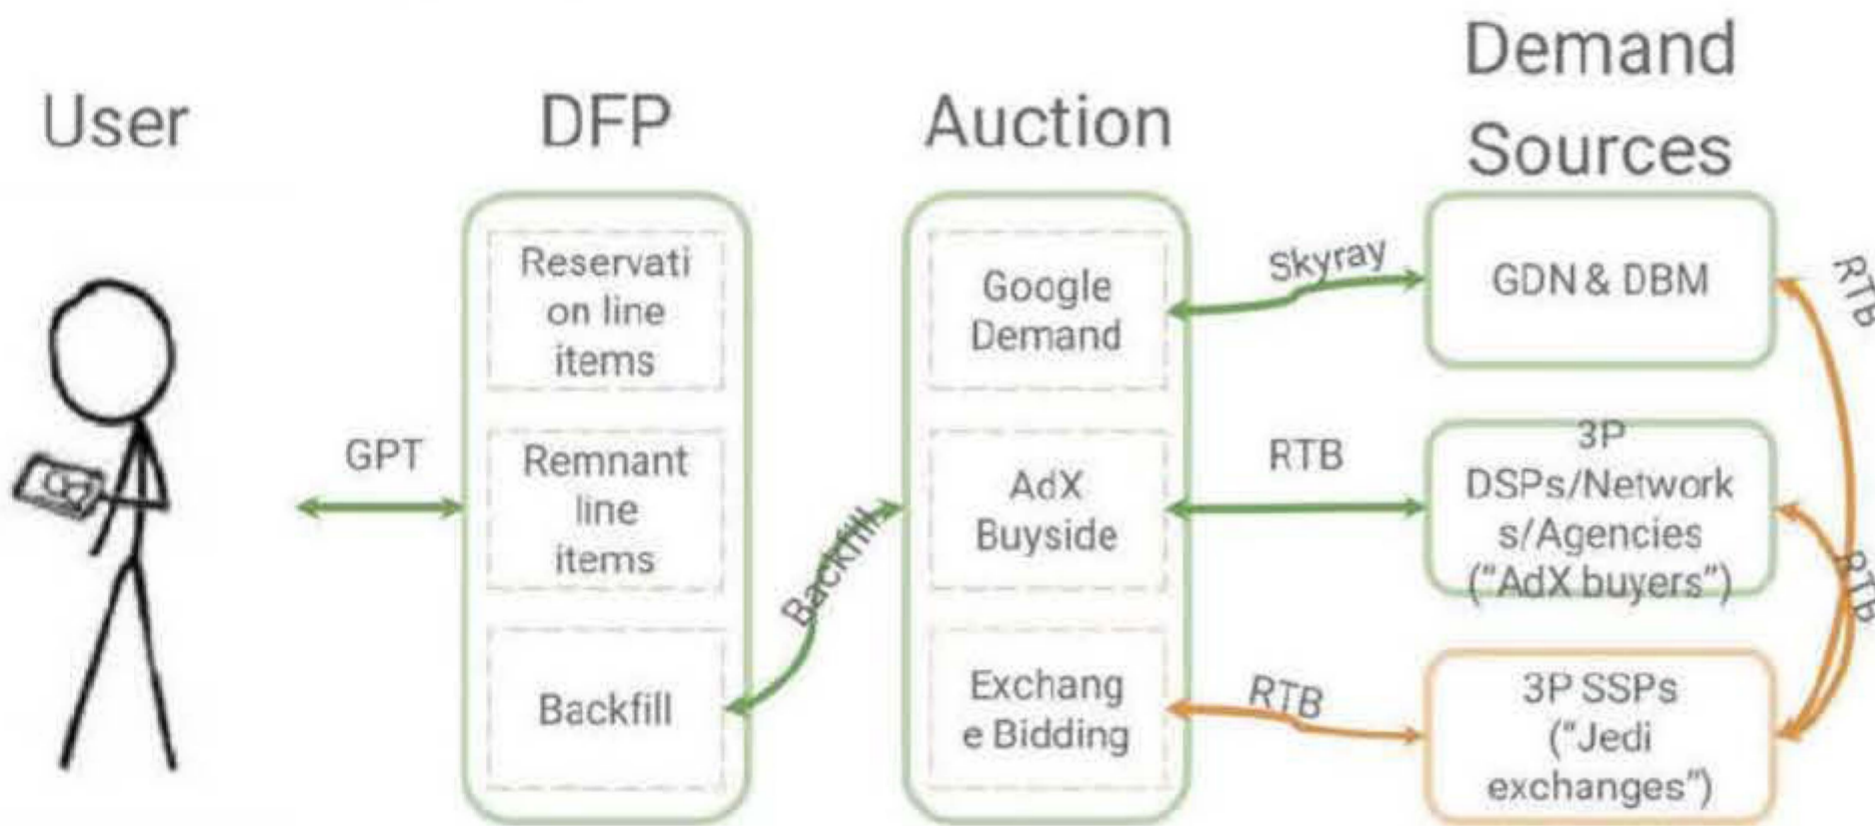 User
DFP
Auction
Demand
Sources
Reservati
on line
items
Remnant
line
items
Backfill
GPT
Backfill
Google
Demand
AdX
Buyside
Exchang
e Bidding
Skyray
RTB
RTB
GDN & DBM
3P
DSPs/Network
s/Agencies
("AdX buyers")
3P SSPs
("Jedi
exchanges")
RTB
RTB